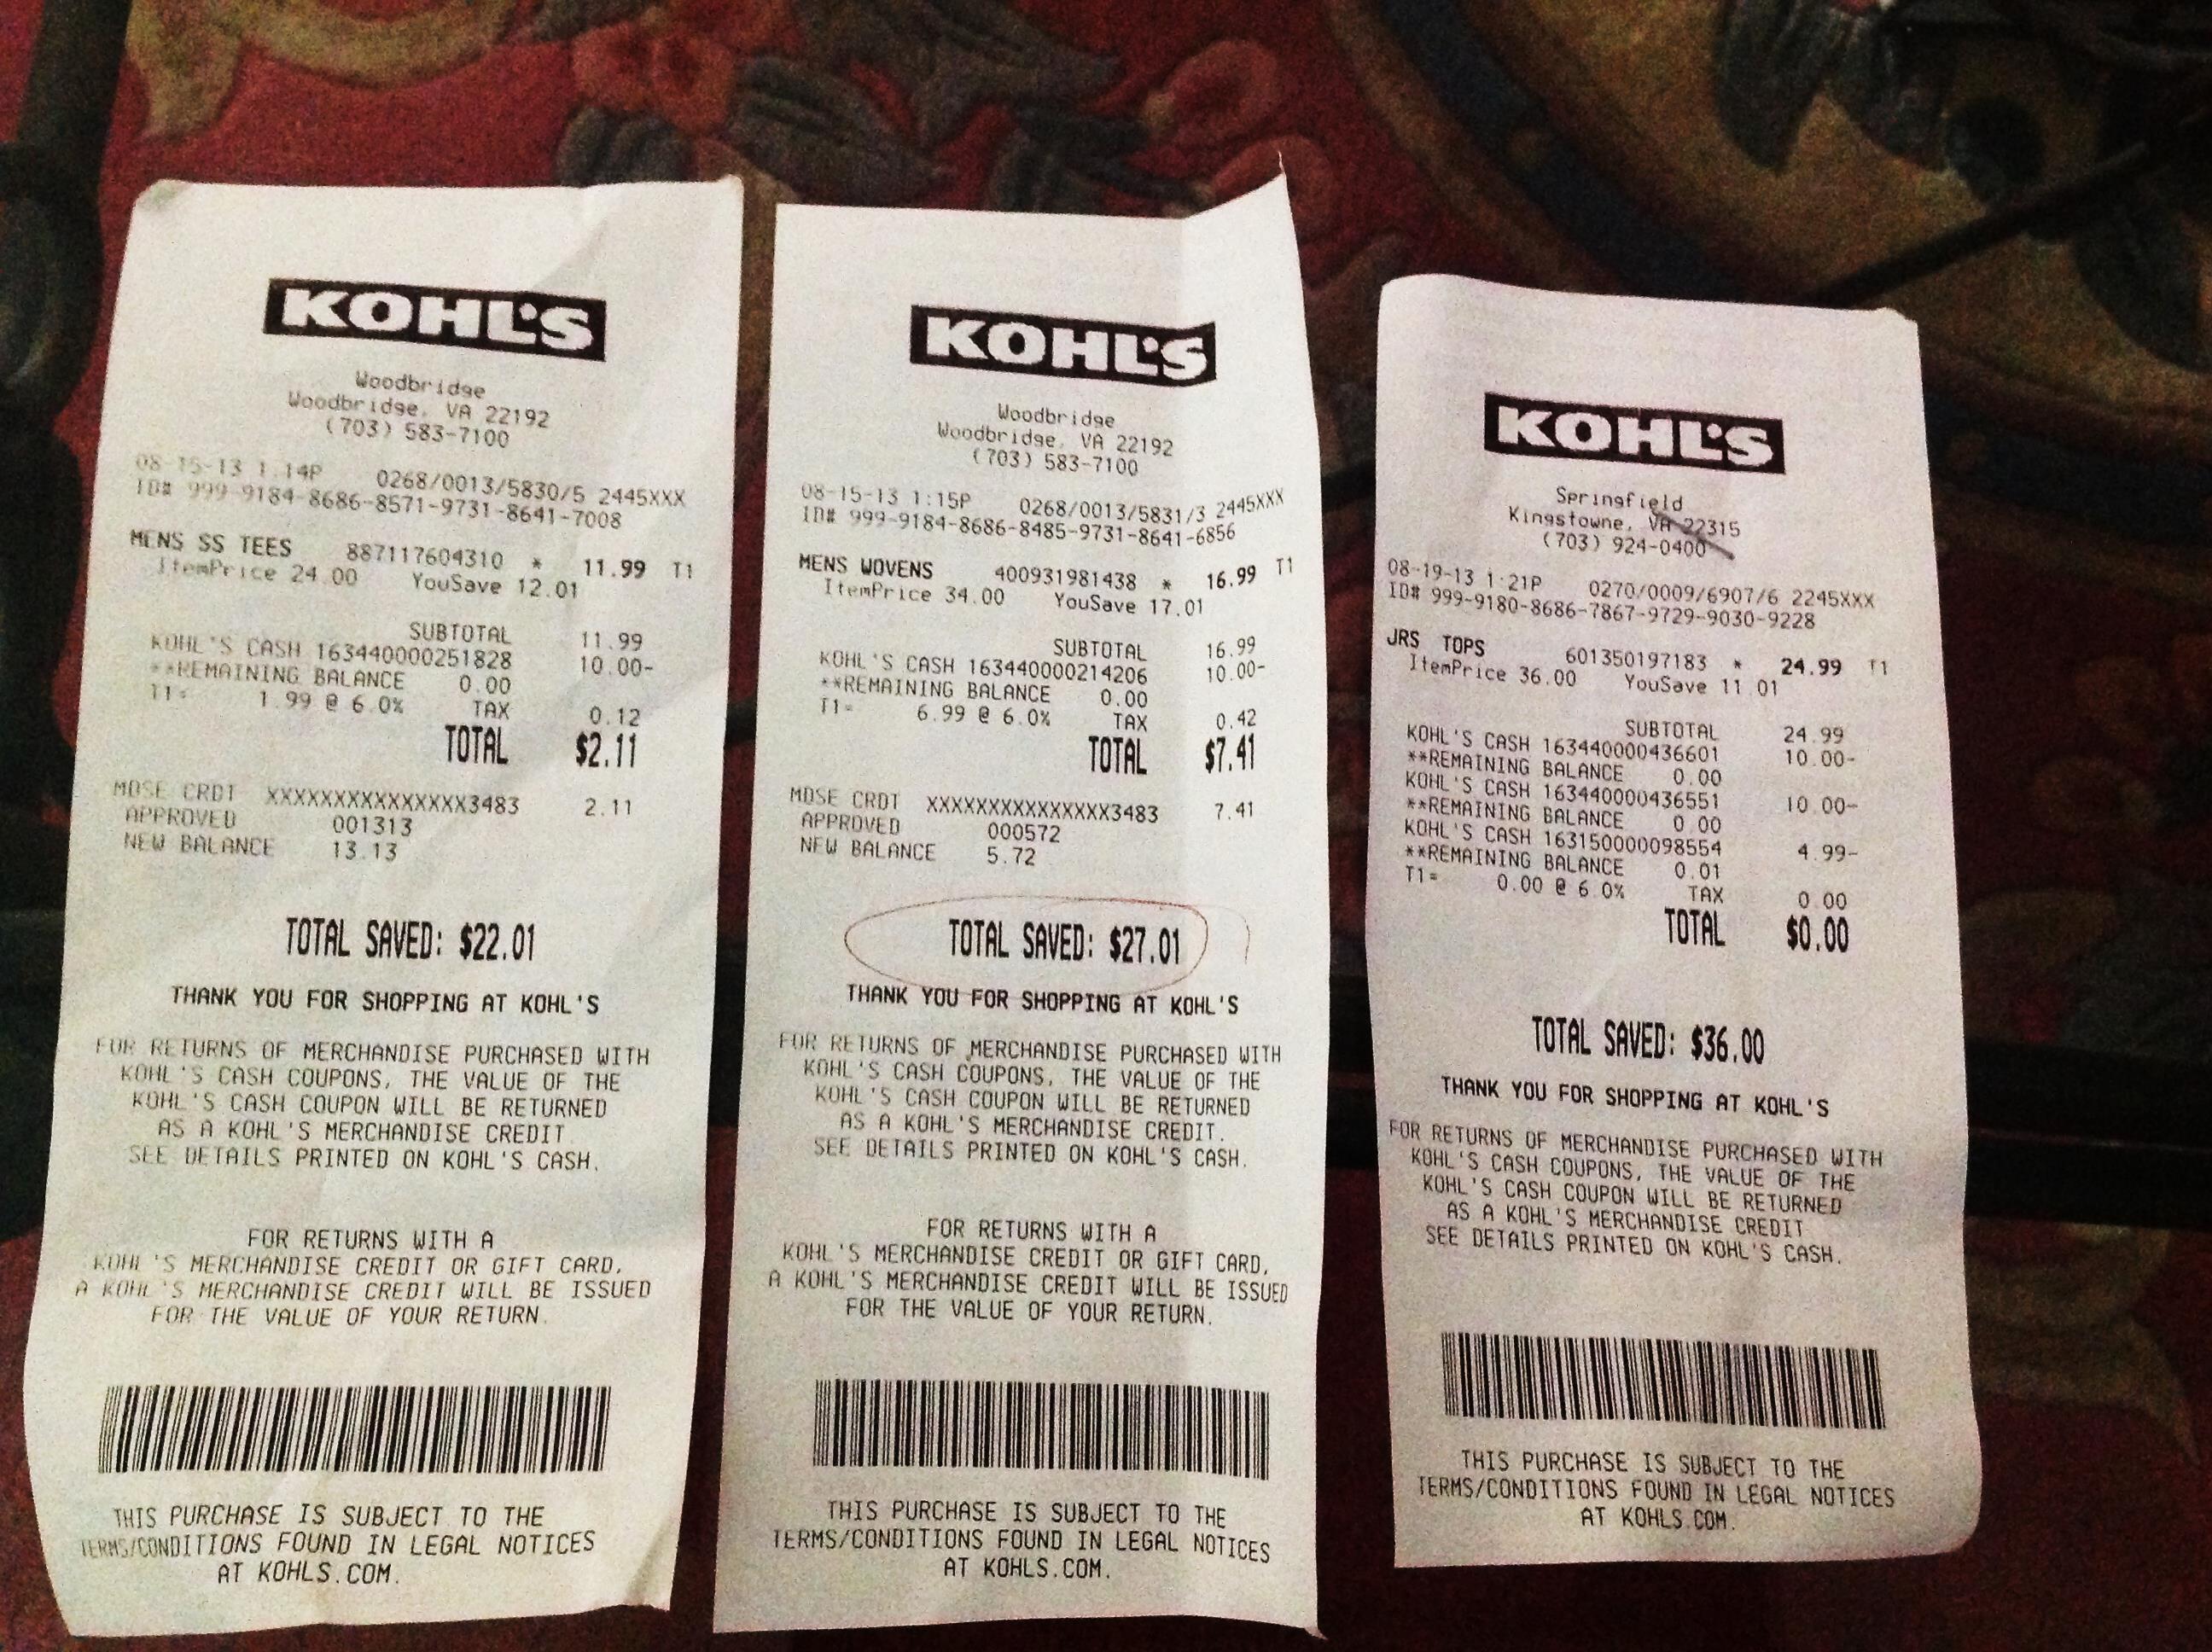 KOHL'S
Woodbridge
Woodbridge, VA 22192
(703) 583-7100
08-15-13 1:14P 0268/0013/5830/5 2445XXX
ID# 999-9184-8686-8571-9731-8641-7008
MENS SS TEES 887117604310 * 11.99 T1
ItemPrice 24.00 YouSave 12.01
SUBTOTAL 11.99
KOHL'S CASH 163440000251828 10.00-
**REMAINING BALANCE 0.00
T1= 1.99 @ 6.0% TAX 0.12
TOTAL $2.11
MDSE CRDT XXXXXXXXXXXXXXX3483 2.11
APPROVED 001313
NEW BALANCE 13.13
TOTAL SAVED: $22.01
THANK YOU FOR SHOPPING AT KOHL'S
FOR RETURNS OF MERCHANDISE PURCHASED WITH
KOHL'S CASH COUPONS, THE VALUE OF THE
KOHL'S CASH COUPON WILL BE RETURNED
AS A KOHL'S MERCHANDISE CREDIT.
SEE DETAILS PRINTED ON KOHL'S CASH.
FOR RETURNS WITH A
KOHL'S MERCHANDISE CREDIT OR GIFT CARD,
A KOHL'S MERCHANDISE CREDIT WILL BE ISSUED
FOR THE VALUE OF YOUR RETURN.
THIS PURCHASE IS SUBJECT TO THE
TERMS/CONDITIONS FOUND IN LEGAL NOTICES
AT KOHLS.COM.
KOHL'S
Woodbridge
Woodbridge, VA 22192
(703) 583-7100
08-15-13 1:15P 0268/0013/5831/3 2445XXX
ID# 999-9184-8686-8485-9731-8641-6856
MENS WOVENS 400931981438 * 16.99 T1
ItemPrice 34.00 YouSave 17.01
SUBTOTAL 16.99
KOHL'S CASH 163440000214206 10.00-
**REMAINING BALANCE 0.00
T1= 6.99 @ 6.0% TAX 0.42
TOTAL $7.41
MDSE CRDT XXXXXXXXXXXXXXX3483 7.41
APPROVED 000572
NEW BALANCE 5.72
TOTAL SAVED: $27.01
THANK YOU FOR SHOPPING AT KOHL'S
FOR RETURNS OF MERCHANDISE PURCHASED WITH
KOHL'S CASH COUPONS, THE VALUE OF THE
KOHL'S CASH COUPON WILL BE RETURNED
AS A KOHL'S MERCHANDISE CREDIT.
SEE DETAILS PRINTED ON KOHL'S CASH.
FOR RETURNS WITH A
KOHL'S MERCHANDISE CREDIT OR GIFT CARD,
A KOHL'S MERCHANDISE CREDIT WILL BE ISSUED
FOR THE VALUE OF YOUR RETURN.
THIS PURCHASE IS SUBJECT TO THE
TERMS/CONDITIONS FOUND IN LEGAL NOTICES
AT KOHLS.COM.
KOHL'S
Springfield
Kingstowne, VA 22315
(703) 924-0400
08-19-13 1:21P 0270/0009/6907/6 2245XXX
ID# 999-9180-8686-7867-9729-9030-9228
JRS TOPS 601350197183 * 24.99 T1
ItemPrice 36.00 YouSave 11.01
SUBTOTAL 24.99
KOHL'S CASH 163440000436601 10.00-
**REMAINING BALANCE 0.00
KOHL'S CASH 163440000436551 10.00-
**REMAINING BALANCE 0.00
KOHL'S CASH 163150000098554 4.99-
**REMAINING BALANCE 0.01
T1= 0.00 @ 6.0% TAX 0.00
TOTAL $0.00
TOTAL SAVED: $36.00
THANK YOU FOR SHOPPING AT KOHL'S
FOR RETURNS OF MERCHANDISE PURCHASED WITH
KOHL'S CASH COUPONS, THE VALUE OF THE
KOHL'S CASH COUPON WILL BE RETURNED
AS A KOHL'S MERCHANDISE CREDIT.
SEE DETAILS PRINTED ON KOHL'S CASH.
THIS PURCHASE IS SUBJECT TO THE
TERMS/CONDITIONS FOUND IN LEGAL NOTICES
AT KOHLS.COM.